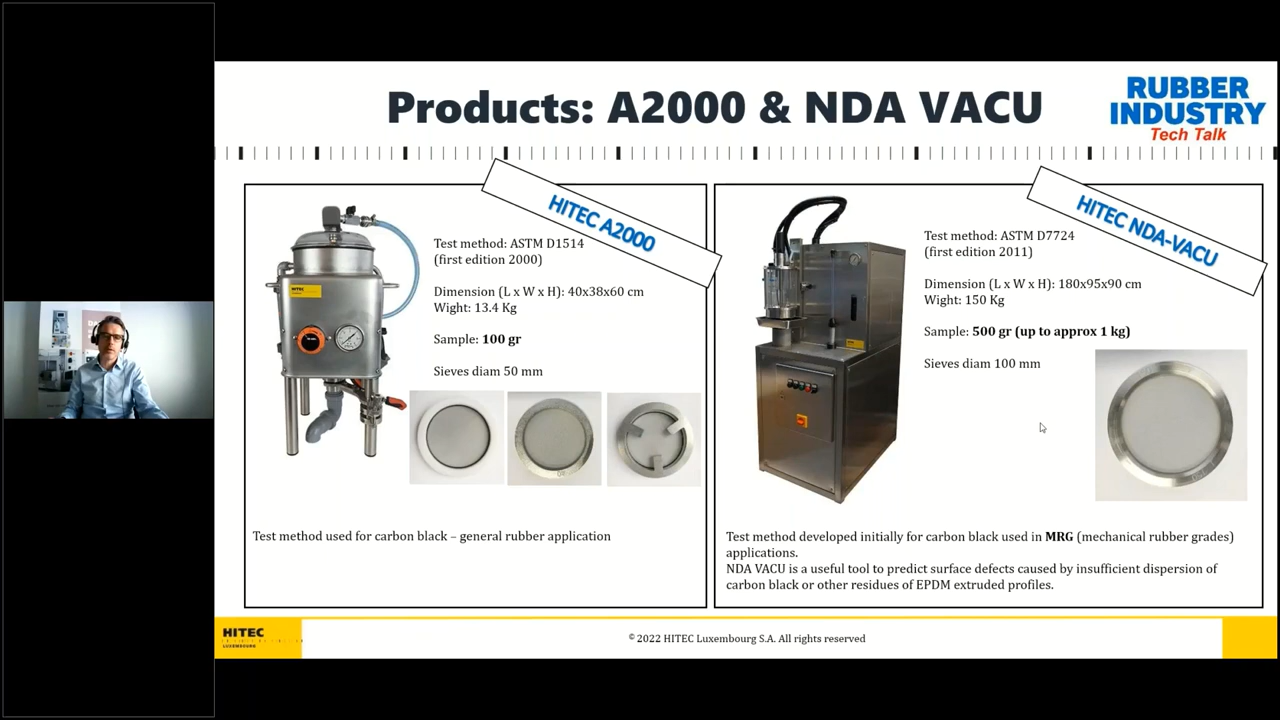 Products: A2000 & NDA VACU
RUBBER
INDUSTRY
Tech Talk
HITEC A2000
Test method: ASTM D1514
(first edition 2000)
Dimension (L x W x H): 40x38x60 cm
Wight: 13.4 Kg
Sample: 100 gr
Sieves diam 50 mm
Test method used for carbon black – general rubber application
HITEC NDA-VACU
Test method: ASTM D7724
(first edition 2011)
Dimension (L x W x H): 180x95x90 cm
Wight: 150 Kg
Sample: 500 gr (up to approx 1 kg)
Sieves diam 100 mm
Test method developed initially for carbon black used in MRG (mechanical rubber grades)
applications.
NDA VACU is a useful tool to predict surface defects caused by insufficient dispersion of
carbon black or other residues of EPDM extruded profiles.
HITEC
LUXEMBOURG
© 2022 HITEC Luxembourg S.A. All rights reserved